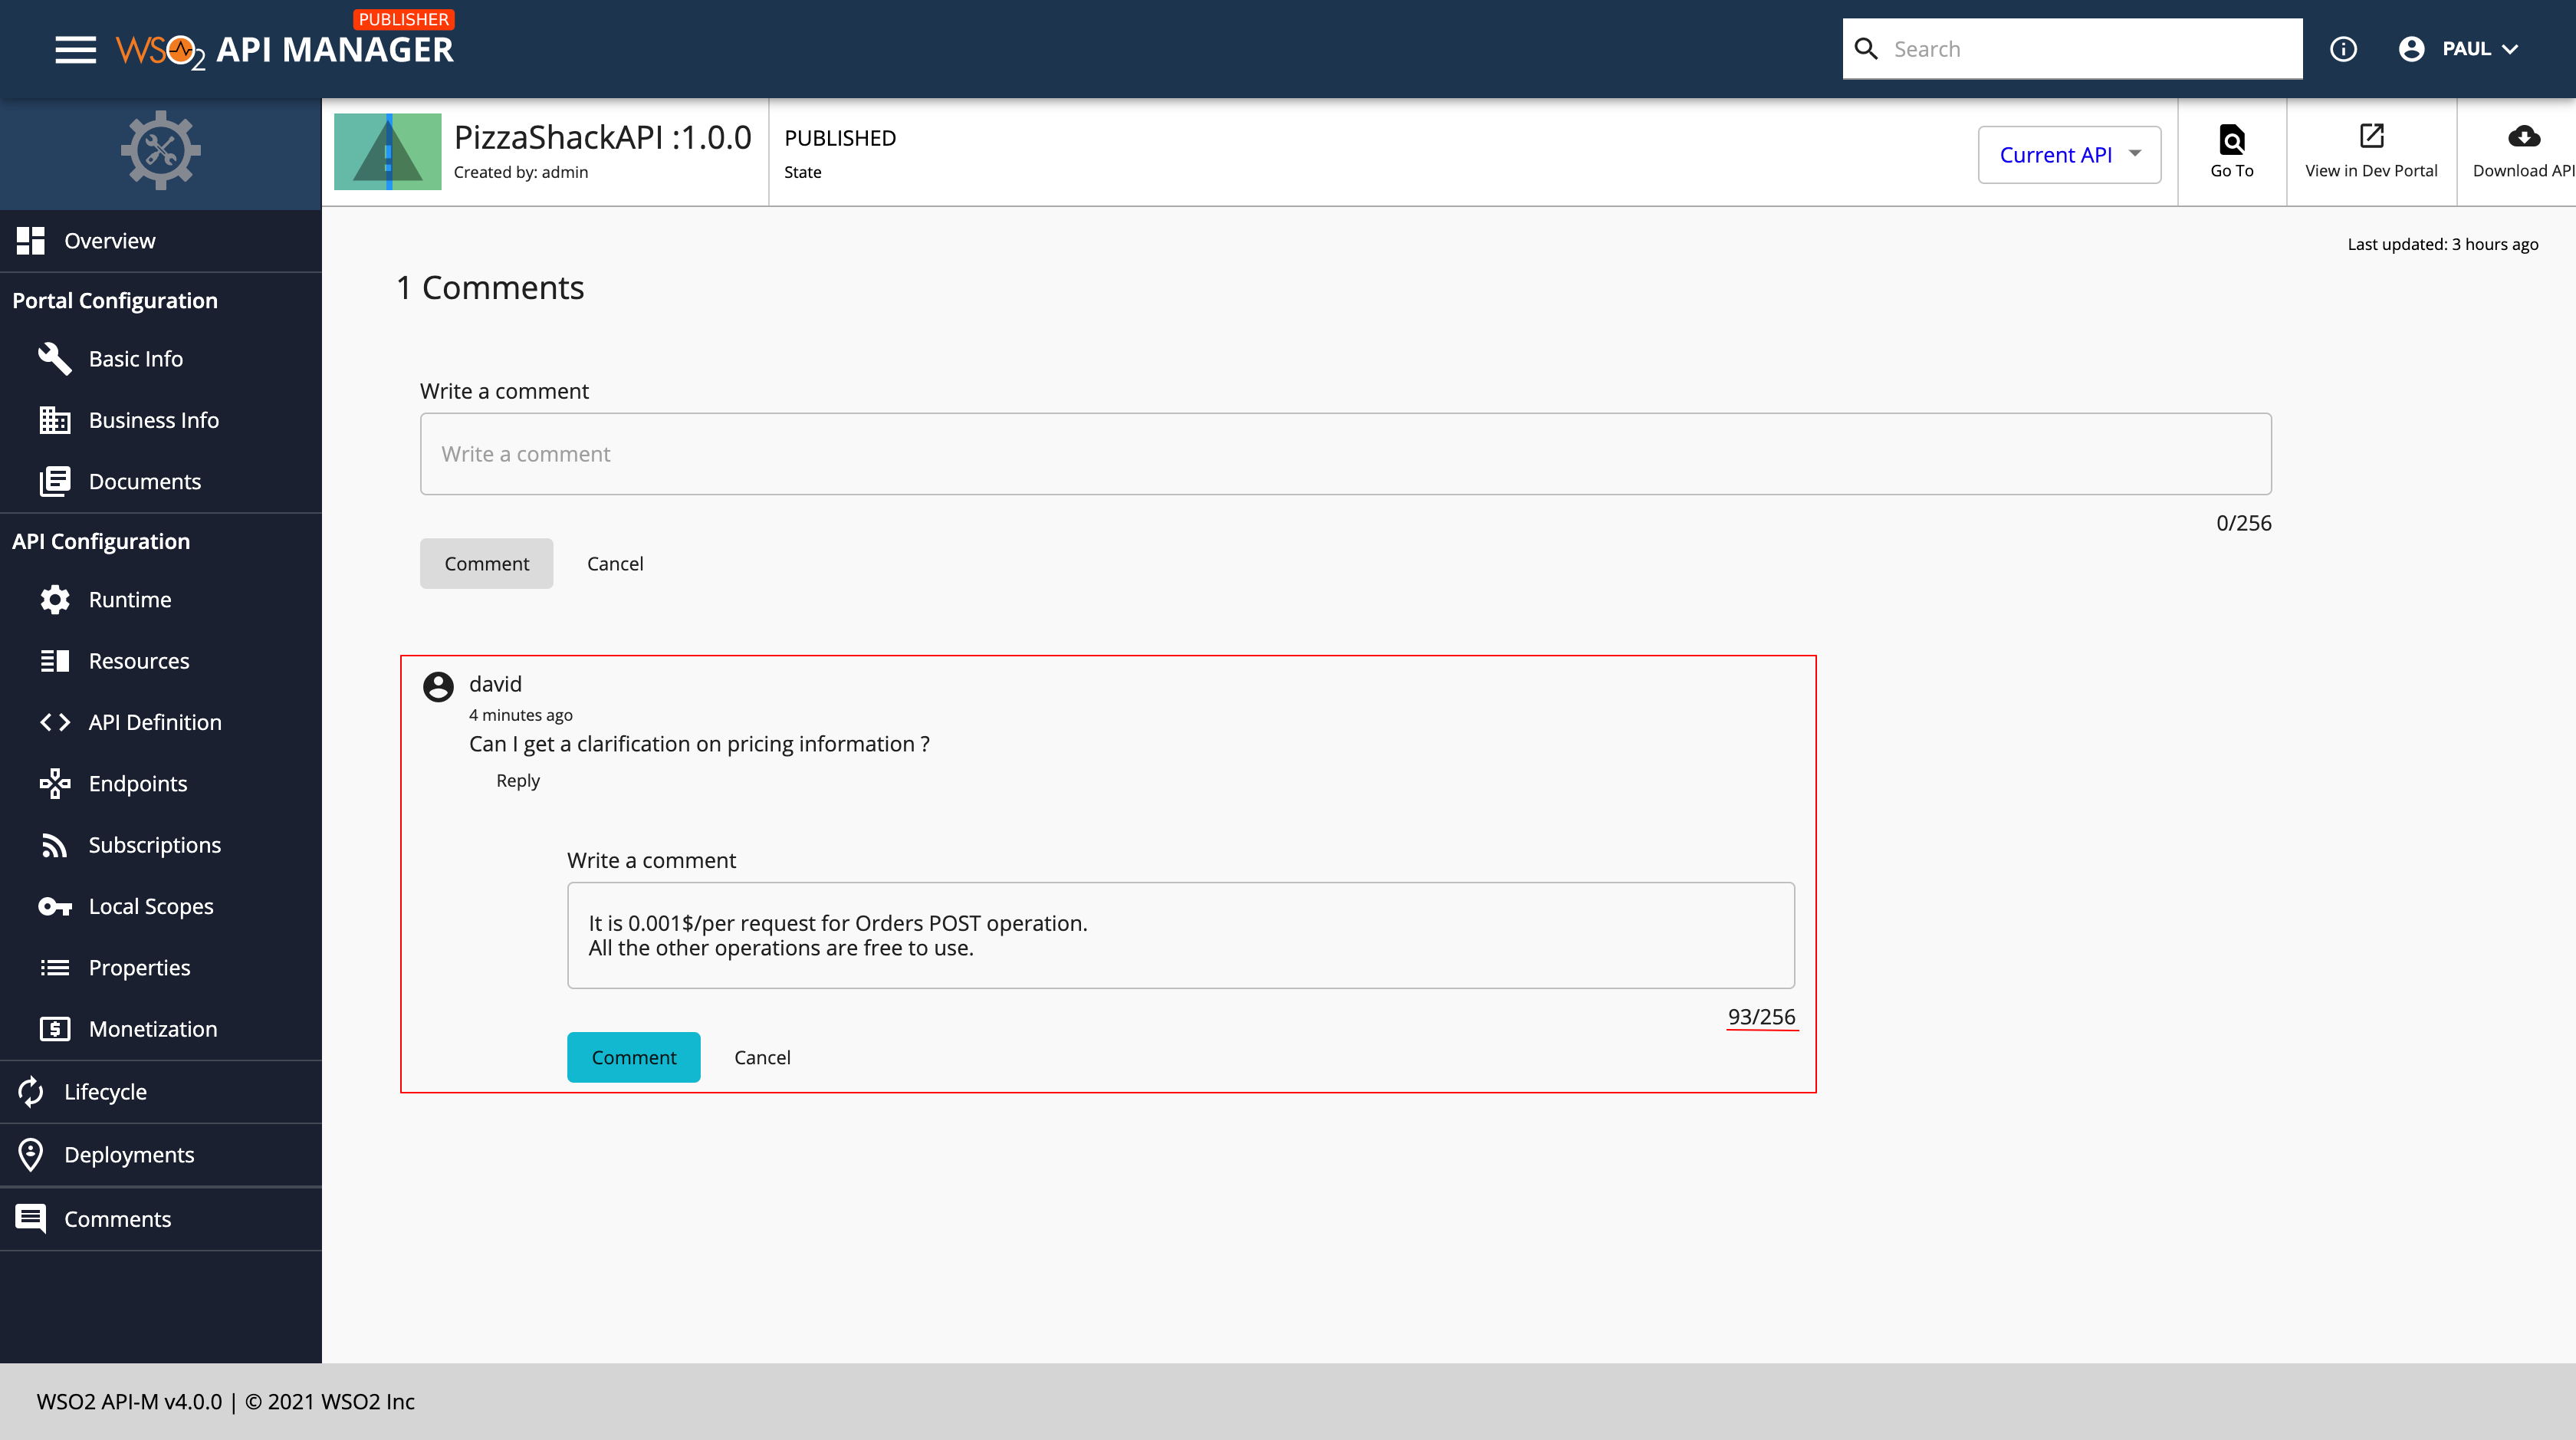 PUBLISHER
WSO2 API MANAGER
Search
PAUL
PizzaShackAPI :1.0.0
Created by: admin
PUBLISHED
State
Current API
Go To
View in Dev Portal
Download API
Overview
Portal Configuration
Basic Info
Business Info
Documents
API Configuration
Runtime
Resources
API Definition
Endpoints
Subscriptions
Local Scopes
Properties
Monetization
Lifecycle
Deployments
Comments
Last updated: 3 hours ago
1 Comments
Write a comment
Write a comment
0/256
Comment Cancel
david
4 minutes ago
Can I get a clarification on pricing information ?
Reply
Write a comment
It is 0.001$/per request for Orders POST operation.
All the other operations are free to use.
93/256
Comment Cancel
WSO2 API-M v4.0.0 | © 2021 WSO2 Inc